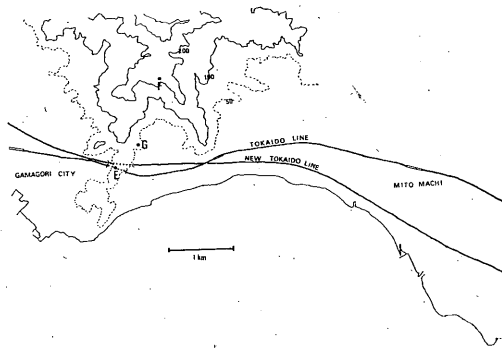 100
100
50
G
TOKAIDO LINE
NEW TOKAIDO LINE
E
GAMAGORI CITY
MITO MACHI
1 km